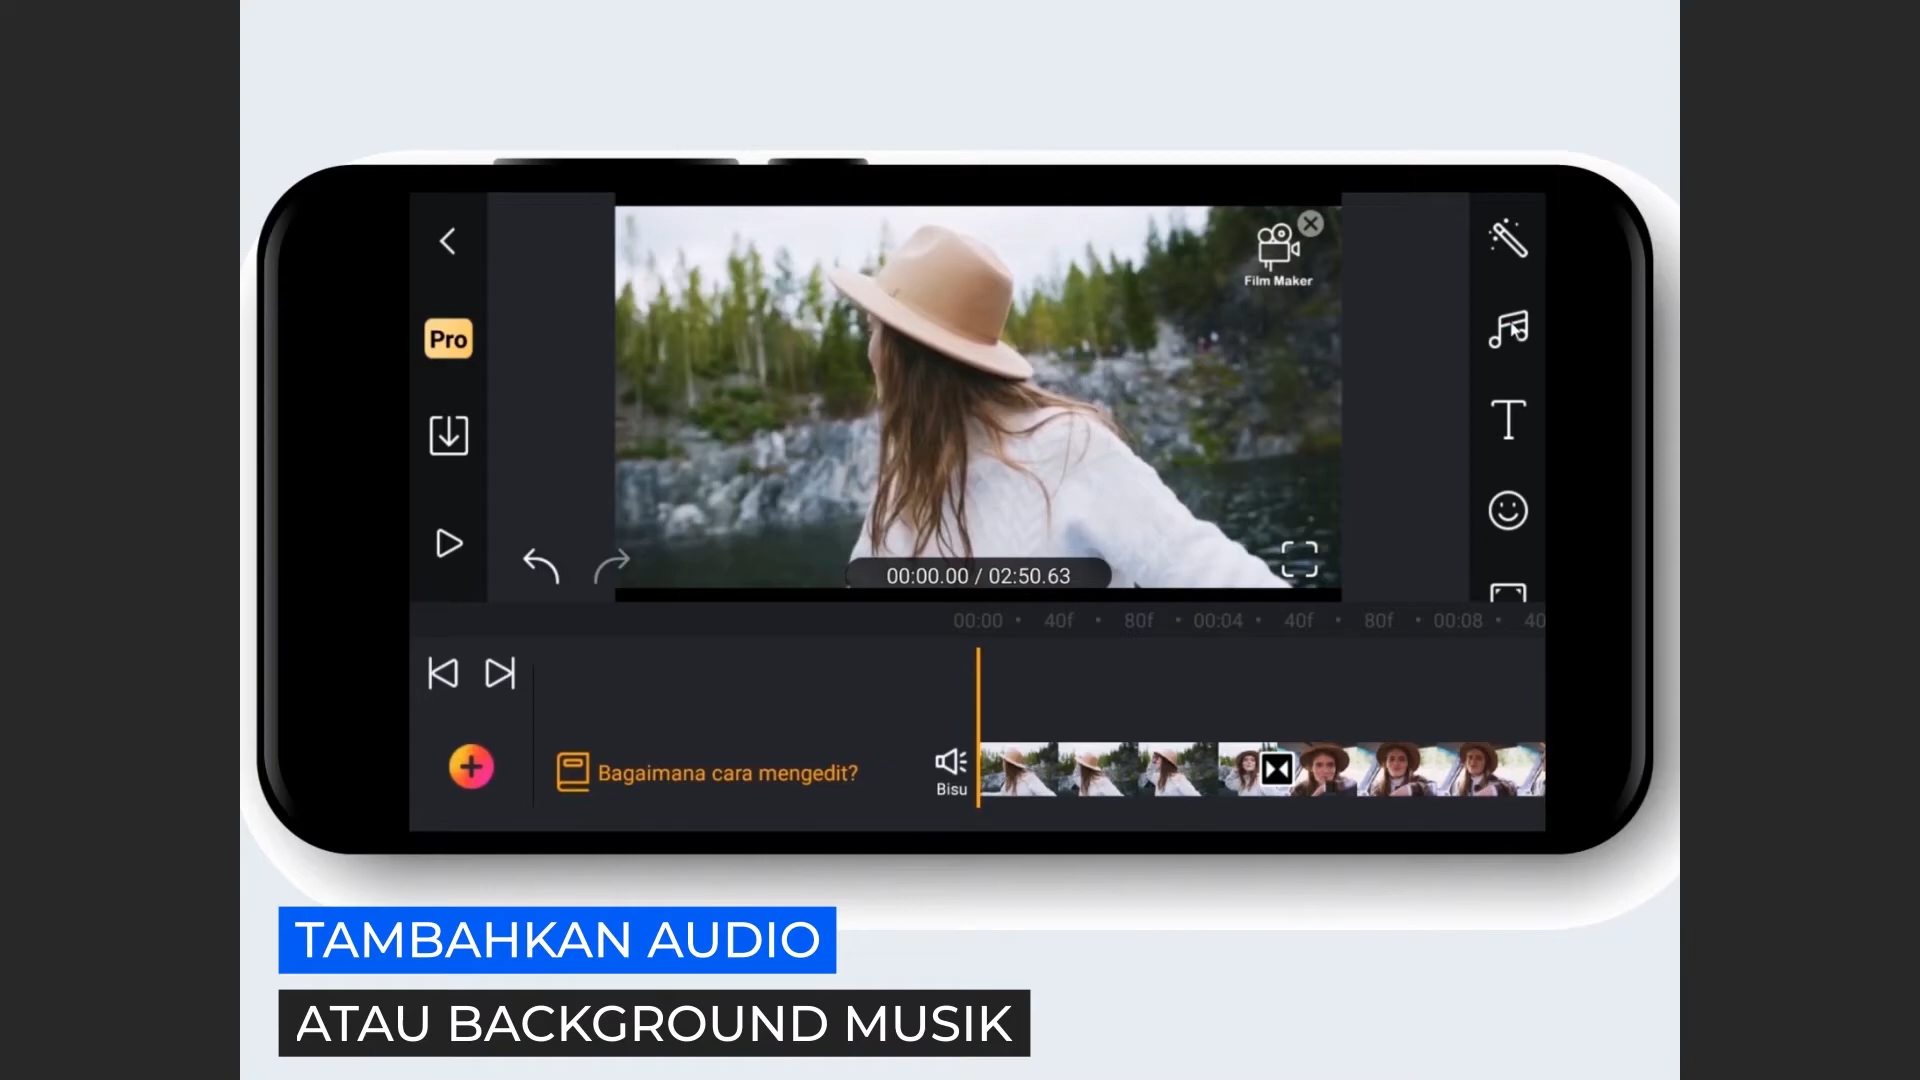 Film Maker
Pro
00:00.00 / 02:50.63
00:00 40f 80f 00:04 40f 80f 00:08 40
Bagaimana cara mengedit?
Bisu
TAMBAHKAN AUDIO
ATAU BACKGROUND MUSIK